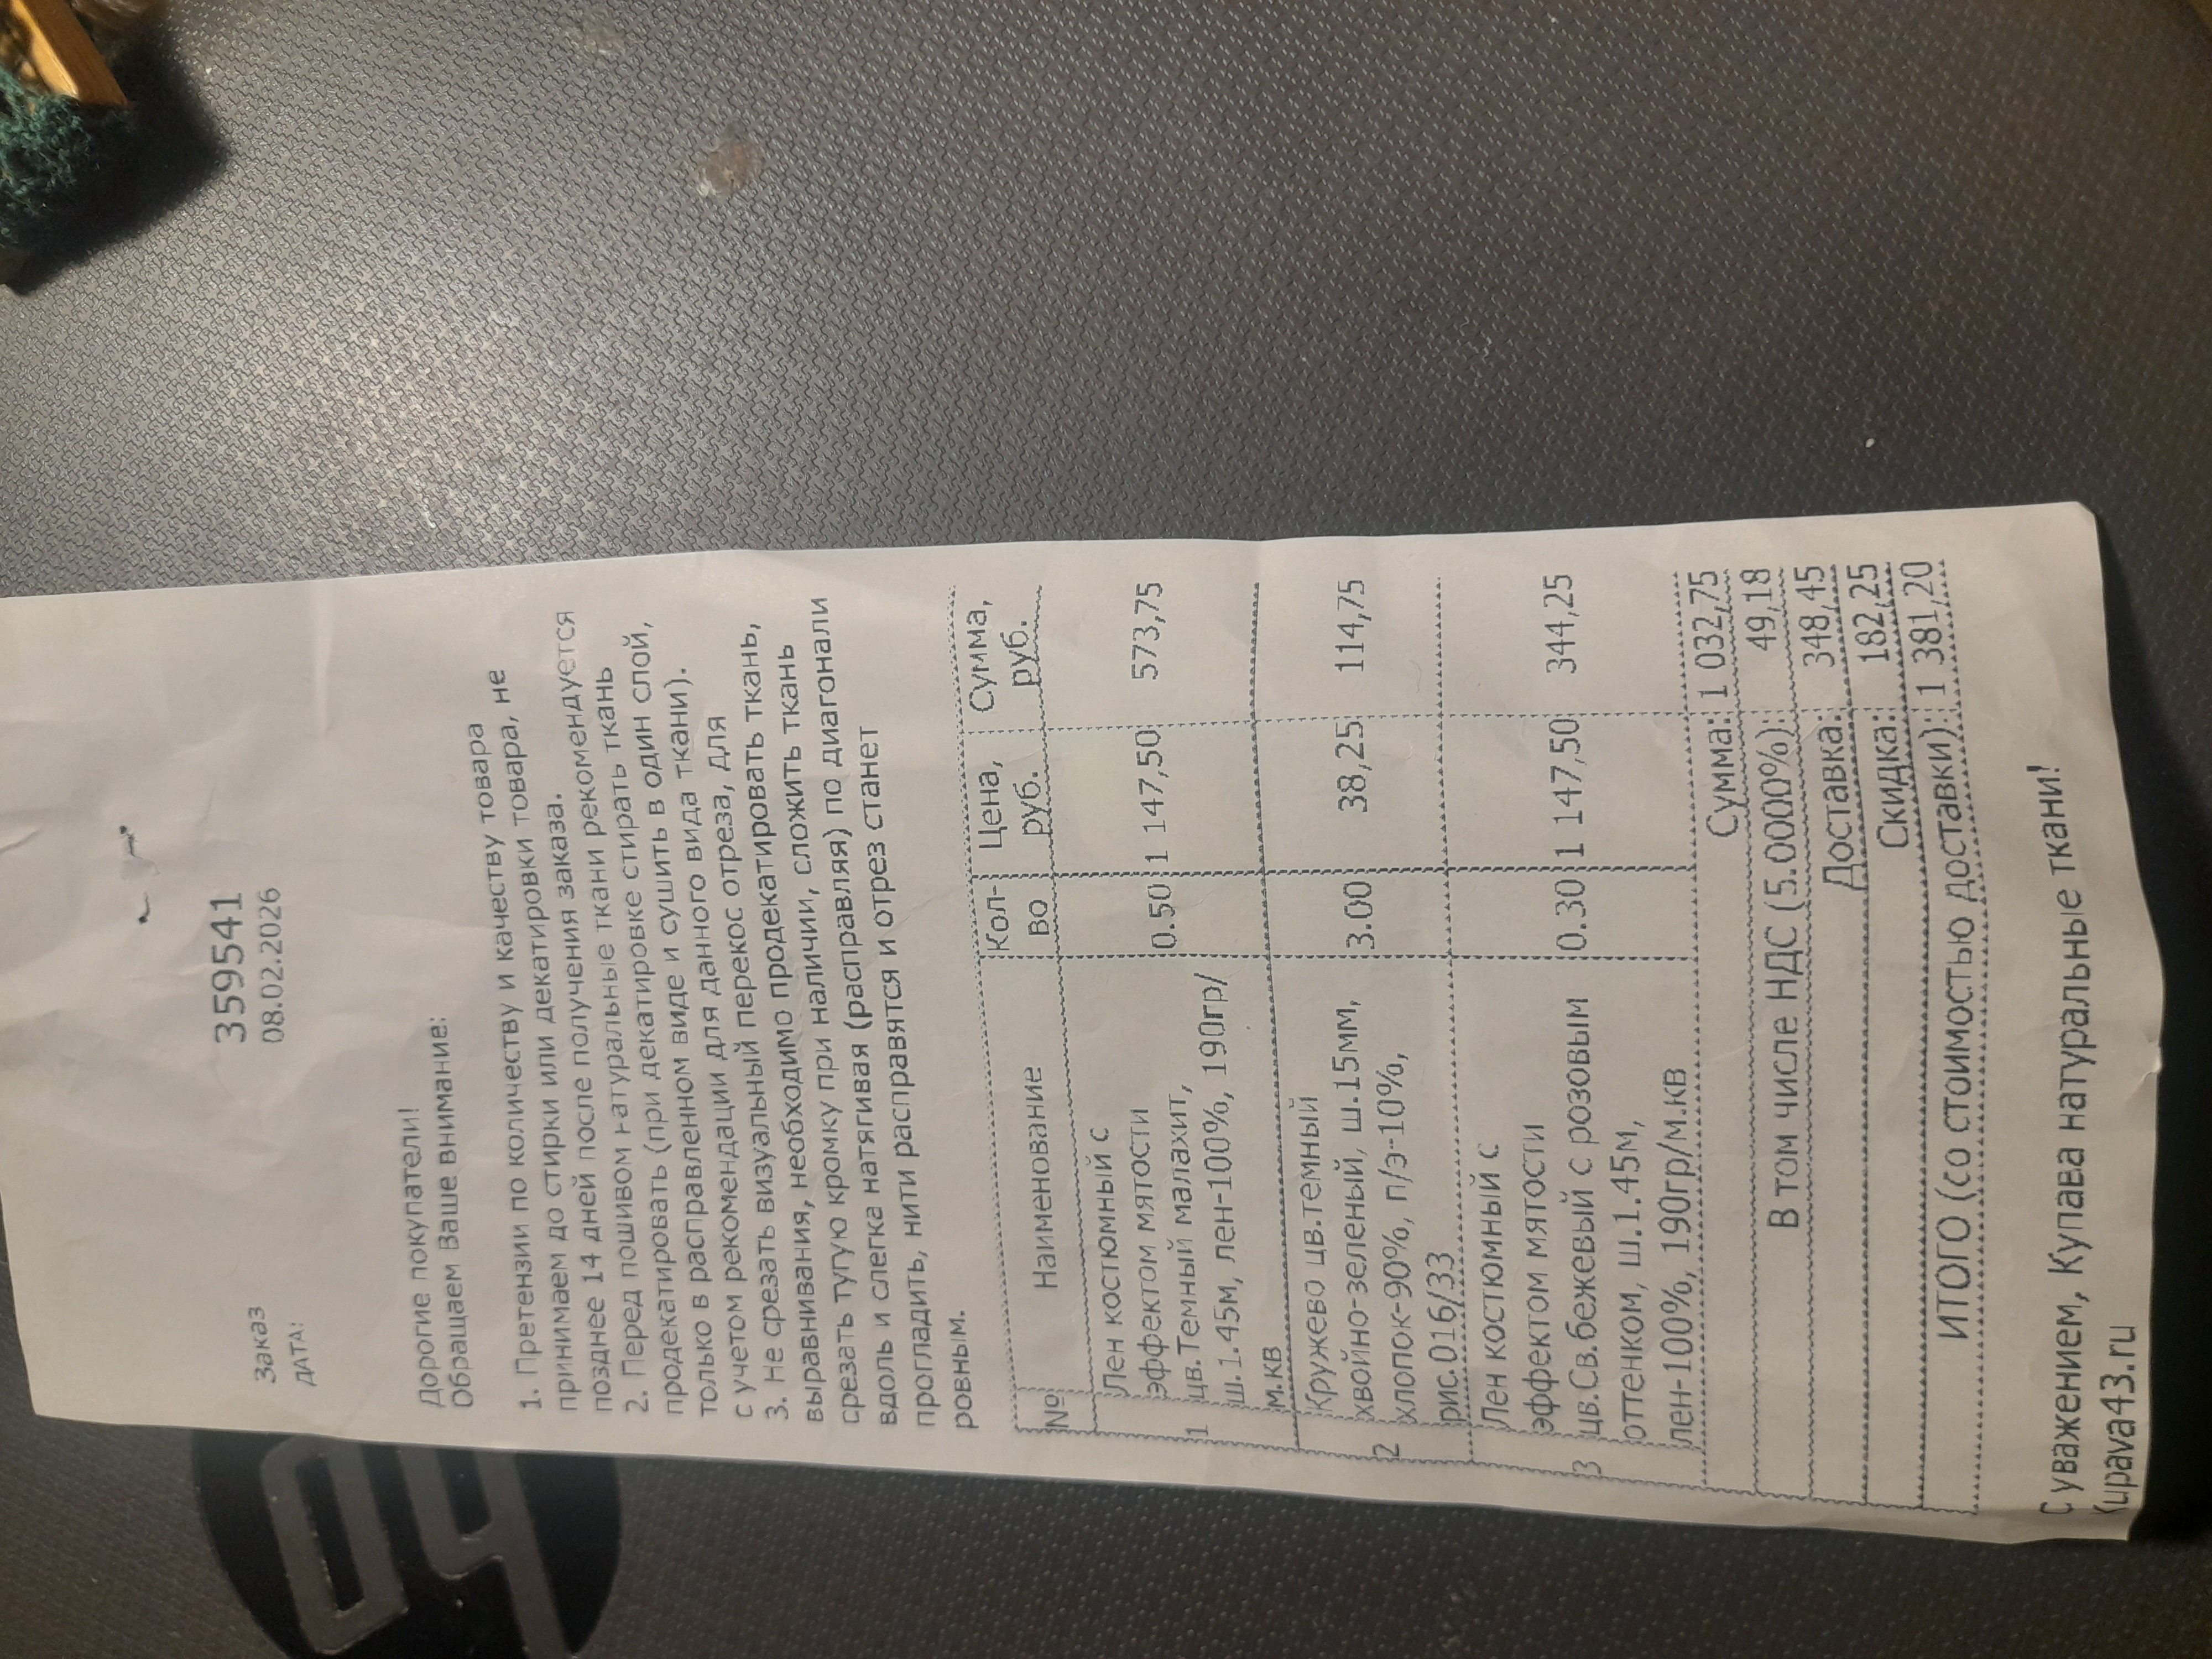 Заказ 359541
ДАТА: 08.02.2026
Дорогие покупатели!
Обращаем Ваше внимание:
1. Претензии по количеству и качеству товара
принимаем до стирки или декатировки товара, не
позднее 14 дней после получения заказа.
2. Перед пошивом натуральные ткани рекомендуется
продекатировать (при декатировке стирать ткань
только в расправленном виде и сушить в один слой,
с учетом рекомендации для данного вида ткани).
3. Не срезать визуальный перекос отреза, для
выравнивания, необходимо продекатировать ткань,
срезать тугую кромку при наличии, сложить ткань
вдоль и слегка натягивая (расправляя) по диагонали
прогладить, нити расправятся и отрез станет
ровным.
№ Наименование Кол-во Цена, руб. Сумма, руб.
1 Лен костюмный с
эффектом мятости
цв.Темный малахит, 0.50 1 147,50 573,75
ш.1.45м, лен-100%, 190гр/
м.кв
2 Кружево цв.темный
хвойно-зеленый, ш.15мм, 3.00 38,25 114,75
хлопок-90%, п/э-10%,
рис.016/33
3 Лен костюмный с
эффектом мятости
цв.Св.бежевый с розовым 0.30 1 147,50 344,25
оттенком, ш.1.45м,
лен-100%, 190гр/м.кв
Сумма: 1 032,75
В том числе НДС (5.0000%): 49,18
Доставка: 348,45
Скидка: 182,25
ИТОГО (со стоимостью доставки): 1 381,20
С уважением, Купава натуральные ткани!
Kupava43.ru
hp